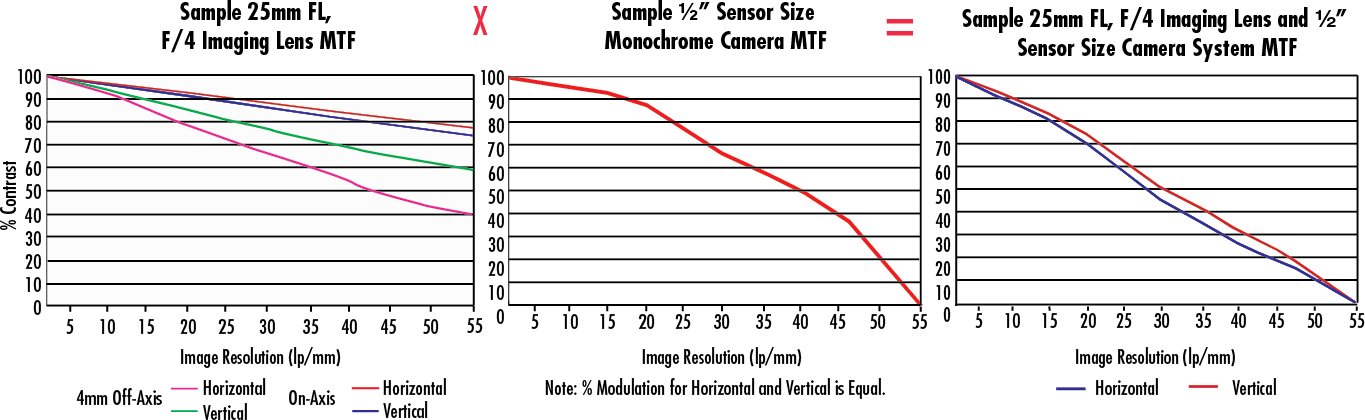 Sample 25mm FL,
F/4 Imaging Lens MTF
X
Sample ½” Sensor Size
Monochrome Camera MTF
=
Sample 25mm FL, F/4 Imaging Lens and ½”
Sensor Size Camera System MTF
% Contrast
100
90
80
70
60
50
40
30
20
10
0
5 10 15 20 25 30 35 40 45 50 55
Image Resolution (lp/mm)
4mm Off-Axis
Horizontal
Vertical
On-Axis
Horizontal
Vertical
100
90
80
70
60
50
40
30
20
10
0
5 10 15 20 25 30 35 40 45 50 55
Image Resolution (lp/mm)
Note: % Modulation for Horizontal and Vertical is Equal.
100
90
80
70
60
50
40
30
20
10
0
5 10 15 20 25 30 35 40 45 50 55
Image Resolution (lp/mm)
Horizontal Vertical